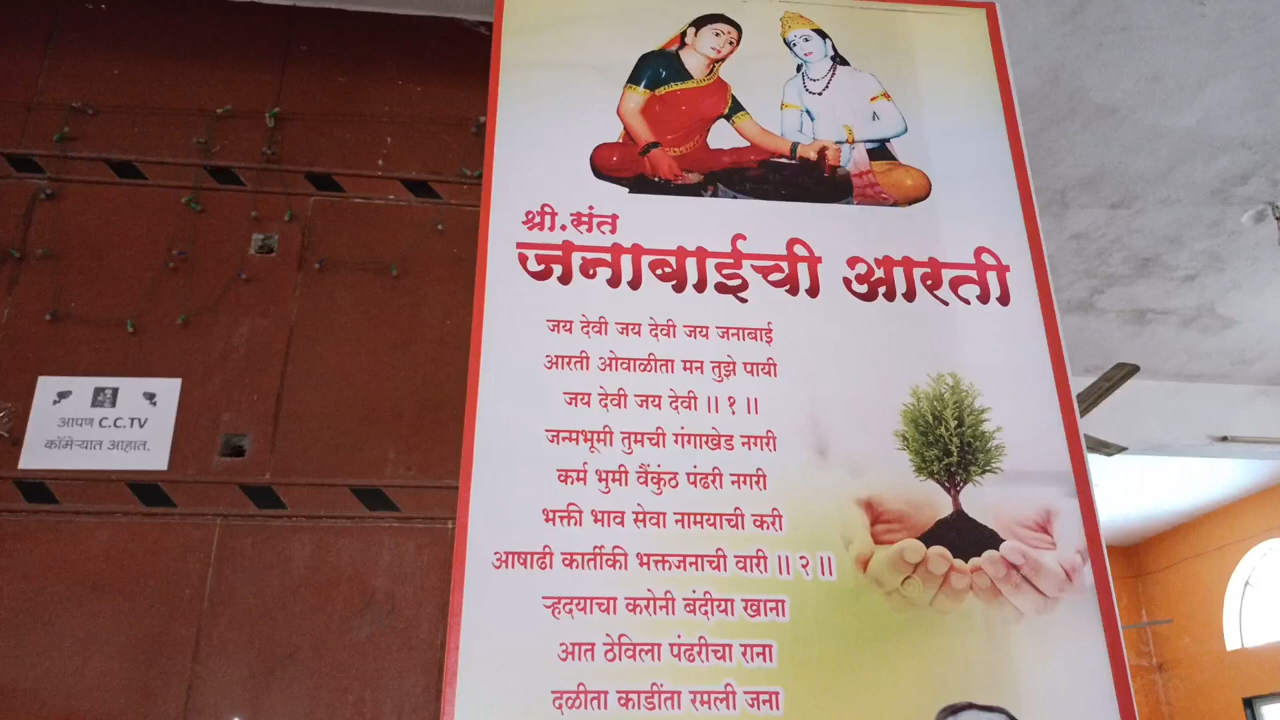 श्री.संत
जनाबाईची आरती
जय देवी जय देवी जय जनाबाई
आरती ओवाळीता मन तुझे पायी
जय देवी जय देवी ॥ १ ॥
जन्मभूमी तुमची गंगाखेड नगरी
कर्म भुमी वैंकुंठ पंढरी नगरी
भक्ती भाव सेवा नामयाची करी
आषाढी कार्तीकी भक्तजनाची वारी ॥ २ ॥
ऱ्हदयाचा करोनी बंदीया खाना
आत ठेविला पंढरीचा राना
दळीता काडींता रमली जना
आपण C.C.TV
कॉमेऱ्यात आहात.